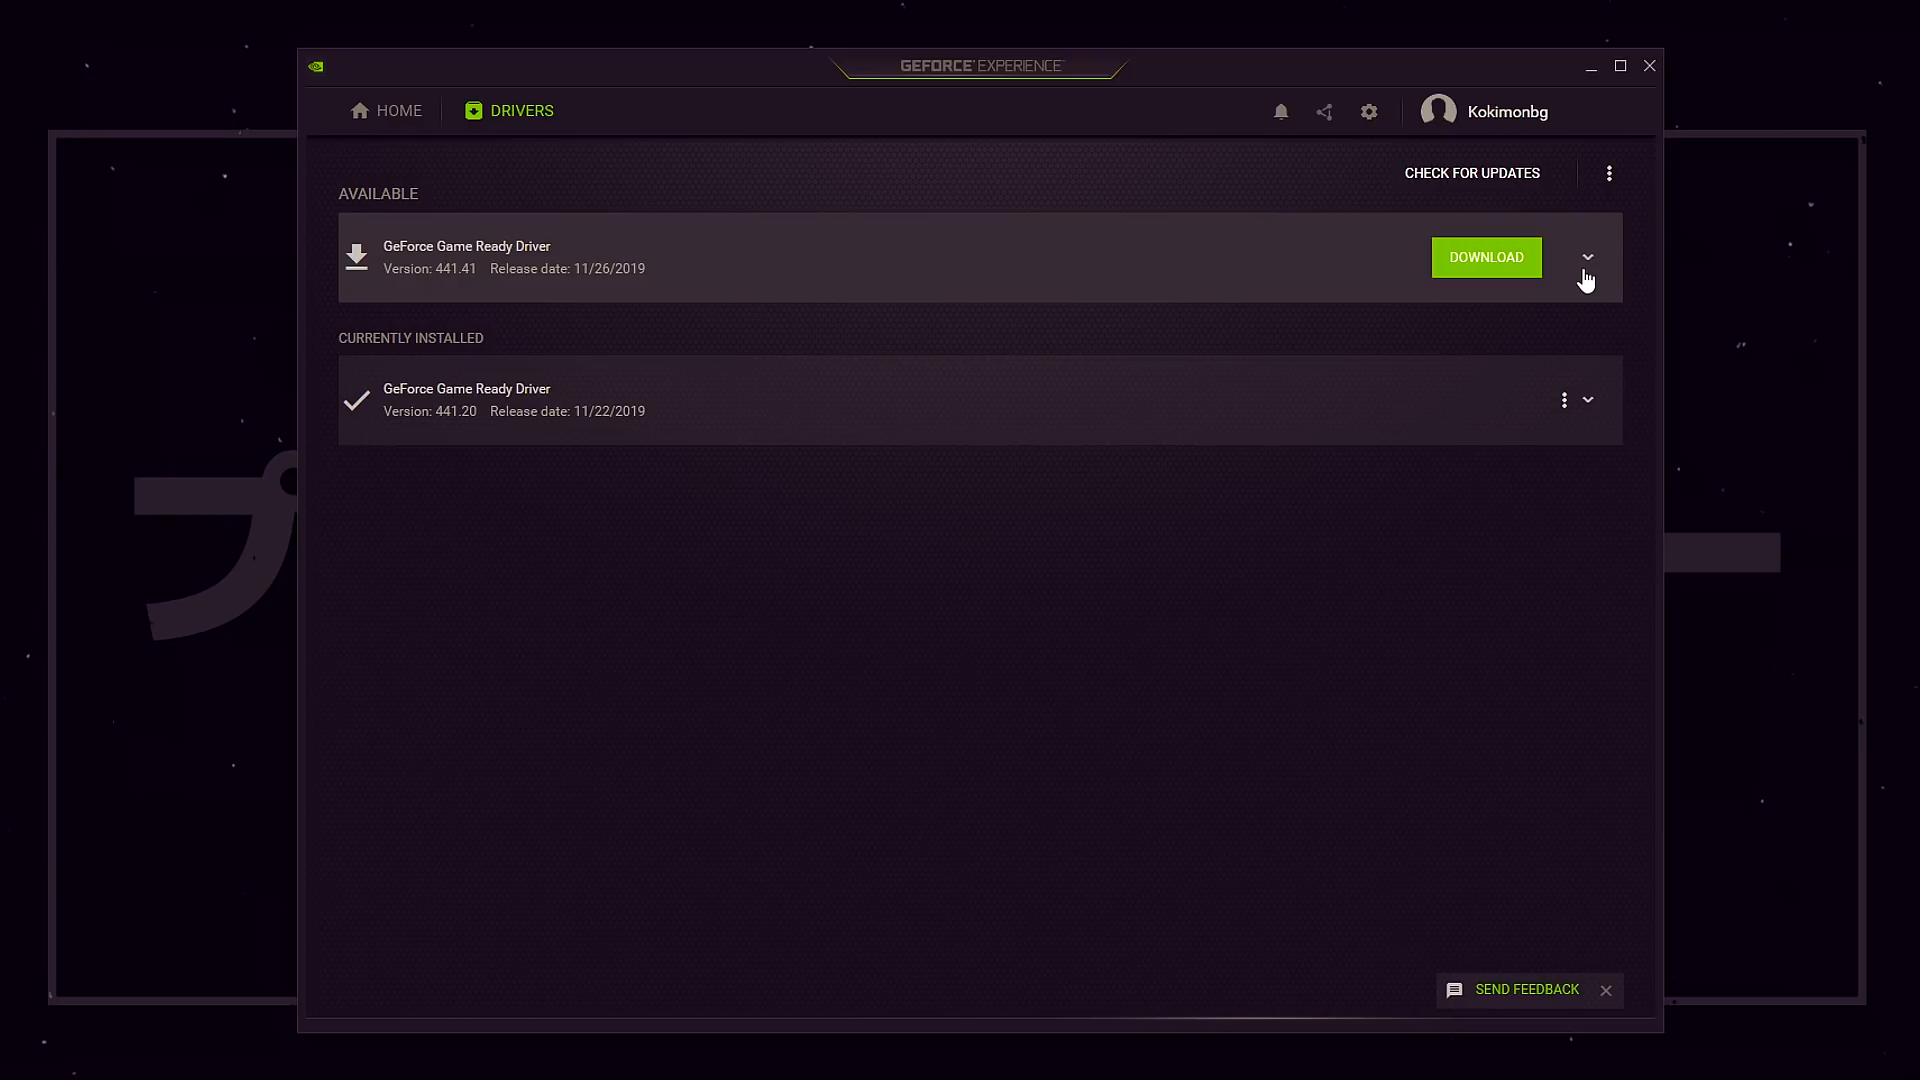 GEFORCE EXPERIENCE
HOME
DRIVERS
Kokimonbg
CHECK FOR UPDATES
AVAILABLE
GeForce Game Ready Driver
Version: 441.41 Release date: 11/26/2019
DOWNLOAD
CURRENTLY INSTALLED
GeForce Game Ready Driver
Version: 441.20 Release date: 11/22/2019
プ
SEND FEEDBACK